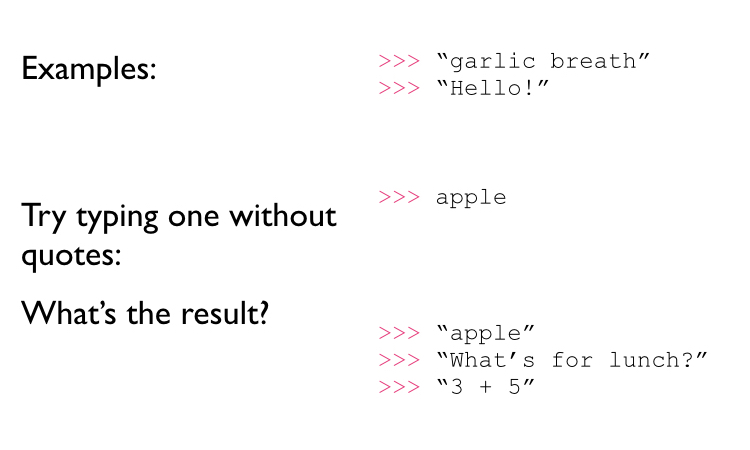 Examples:
>>> “garlic breath”
>>> “Hello!”
Try typing one without
quotes:
>>> apple
What’s the result?
>>> “apple”
>>> “What’s for lunch?”
>>> “3 + 5”